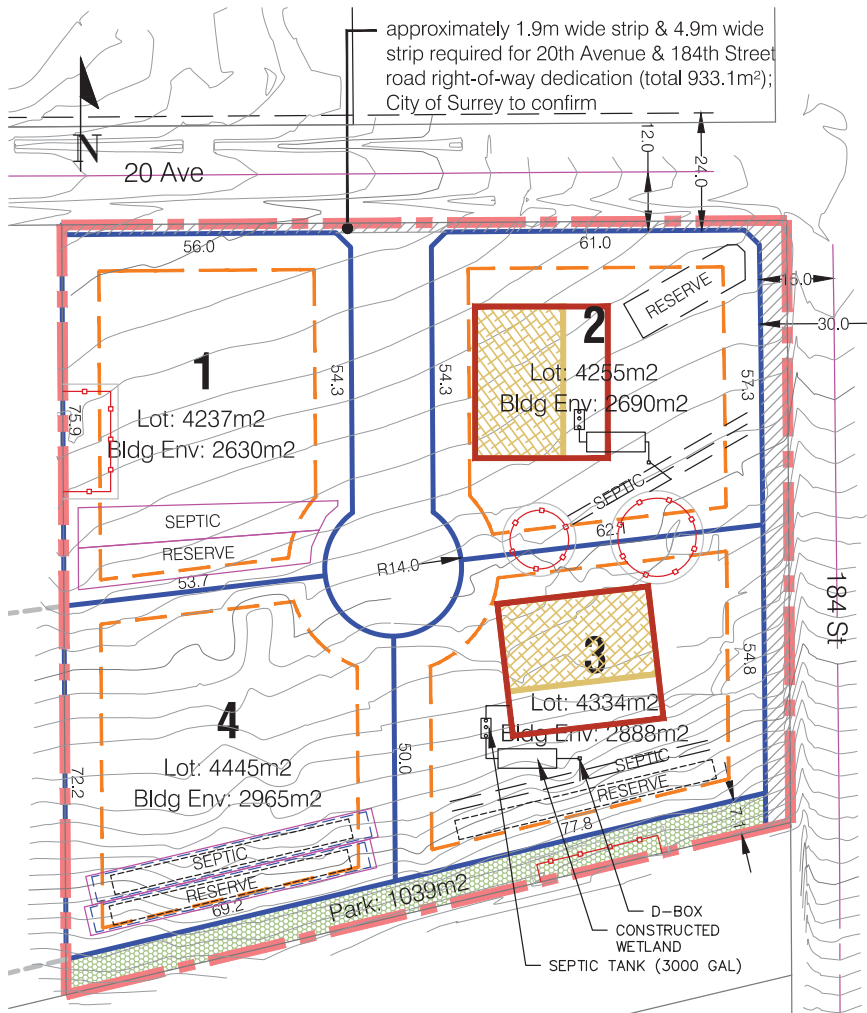 approximately 1.9m wide strip & 4.9m wide
strip required for 20th Avenue & 184th Street
road right-of-way dedication (total 933.1m²);
City of Surrey to confirm
N
20 Ave
12.0
24.0
56.0
61.0
RESERVE
16.0
30.0
1
Lot: 4237m2
Bldg Env: 2630m2
75.9
54.3
54.3
2
Lot: 4255m2
Bldg Env: 2690m2
57.3
SEPTIC
RESERVE
53.7
SEPTIC
62.1
R14.0
184 St
3
Lot: 4334m2
Bldg Env: 2888m2
54.8
4
Lot: 4445m2
Bldg Env: 2965m2
72.2
50.0
SEPTIC
RESERVE
77.8
7.1
SEPTIC
RESERVE
69.2
Park: 1039m2
D-BOX
CONSTRUCTED
WETLAND
SEPTIC TANK (3000 GAL)